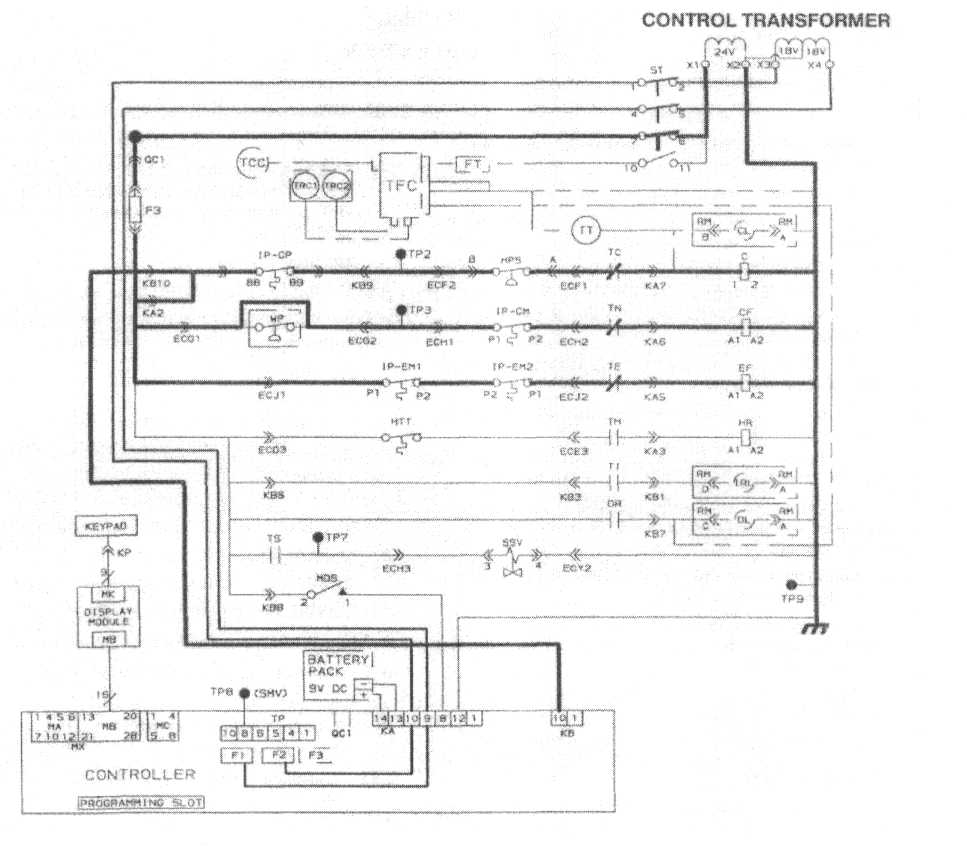 CONTROL TRANSFORMER
24V 18V 18V
X1 X2 X3 X4
ST
1 2
4 5
7 8
10 11
QC1
TCC
TRC1 TRC2
TFC
FT
F3
TT
RM CL RM
B A
TP2
IP-CP HPS TC C
B A
KB10 B8 B9 KB9 ECF2 ECF1 KA7 1 2
KA2
TP3
WP IP-CM TN CF
ECG1 ECG2 ECH1 P1 P2 ECH2 KA6 A1 A2
IP-EM1 IP-EM2 TE EF
ECJ1 P1 P2 P2 P1 ECJ2 KA5 A1 A2
HTT TH HR
ECD3 ECE3 KA3 A1 A2
TI RM IRL RM
KB3 KB1 D A
OR RM OL RM
KB7 C A
TS TP7 SSV
ECH3 3 4 ECY2
MDS
KB8 2 1
TP9
KEYPAD
KP
9
MK
DISPLAY
MODULE
MB
15
BATTERY
PACK
9V DC
- +
TP8 (SMV)
1 4 5 6 13 20 1 4
MA MB MC
7 10 12 21 28 5 8
MX
TP
10 8 6 5 4 1
QC1
14 13 10 9 8 12 1
KA
10 1
KB
F1 F2 F3
CONTROLLER
PROGRAMMING SLOT